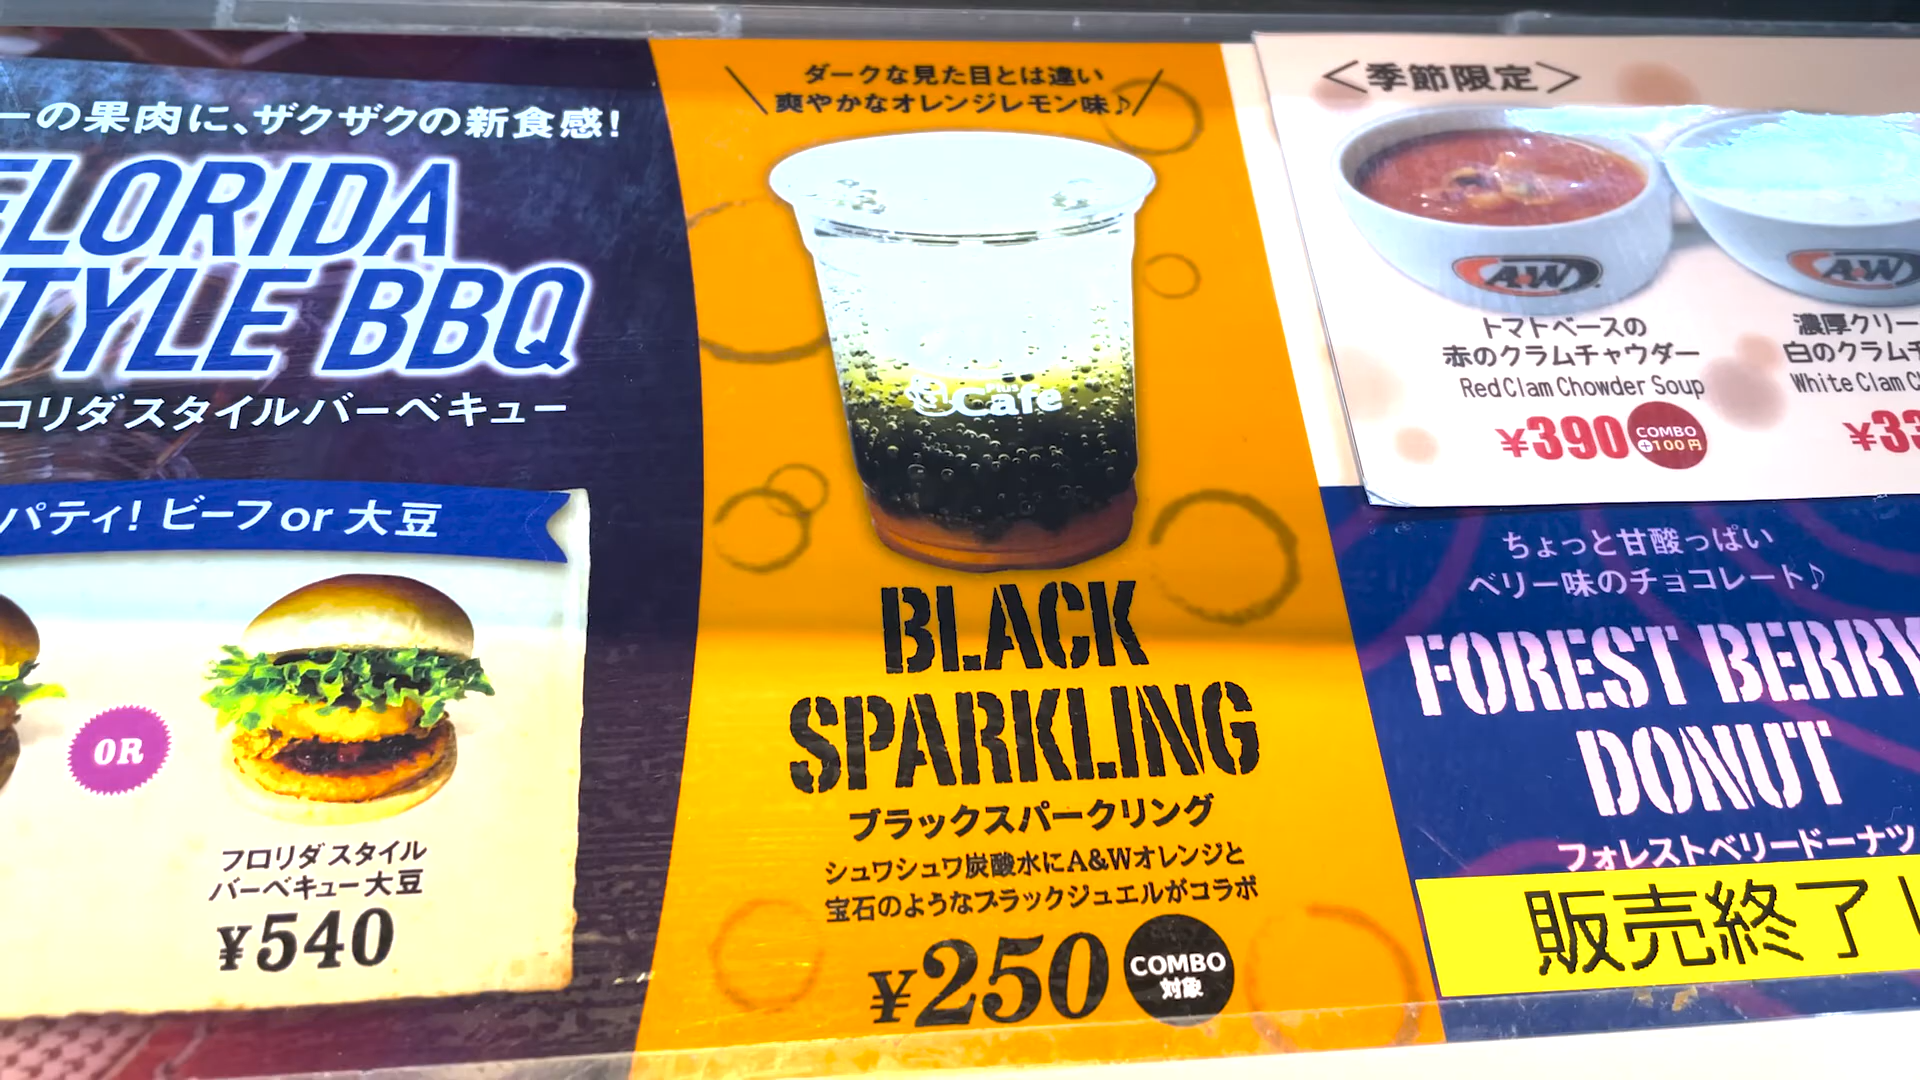 ーの果肉に、ザクザクの新食感!
FLORIDA
STYLE BBQ
ロリダスタイルバーベキュー
パティ! ビーフ or 大豆
OR
フロリダスタイル
バーベキュー大豆
¥540
ダークな見た目とは違い
爽やかなオレンジレモン味♪
Plus
Cafe
BLACK
SPARKLING
ブラックスパークリング
シュワシュワ炭酸水にA&Wオレンジと
宝石のようなブラックジュエルがコラボ
¥250
COMBO
対象
<季節限定>
A&W
トマトベースの
赤のクラムチャウダー
Red Clam Chowder Soup
¥390
COMBO
+100円
A&W
濃厚クリー
白のクラムチ
White Clam C
¥33
ちょっと甘酸っぱい
ベリー味のチョコレート♪
FOREST BERRY
DONUT
フォレストベリードーナツ
販売終了し